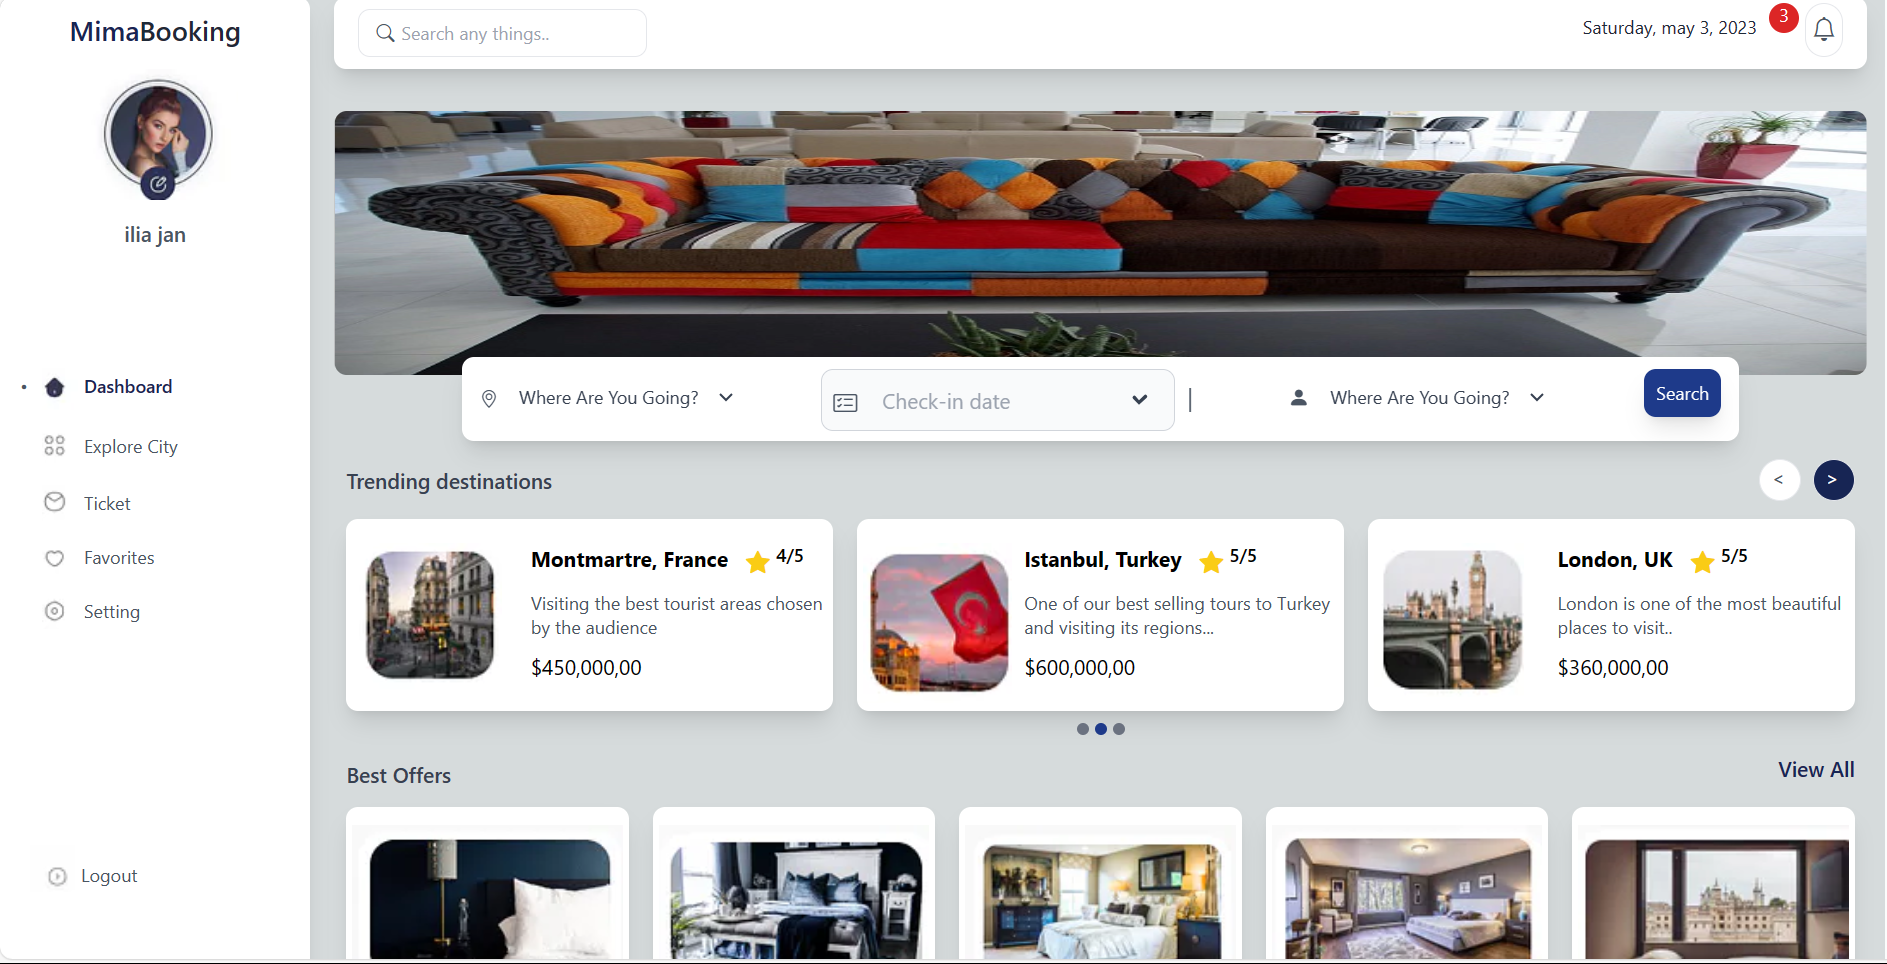 MimaBooking
ilia jan
Dashboard
Explore City
Ticket
Favorites
Setting
Logout
Search any things..
Saturday, may 3, 2023
3
Where Are You Going?
Check-in date
Where Are You Going?
Search
Trending destinations
<
>
Montmartre, France 4/5
Visiting the best tourist areas chosen
by the audience
$450,000,00
Istanbul, Turkey 5/5
One of our best selling tours to Turkey
and visiting its regions...
$600,000,00
London, UK 5/5
London is one of the most beautiful
places to visit..
$360,000,00
Best Offers
View All